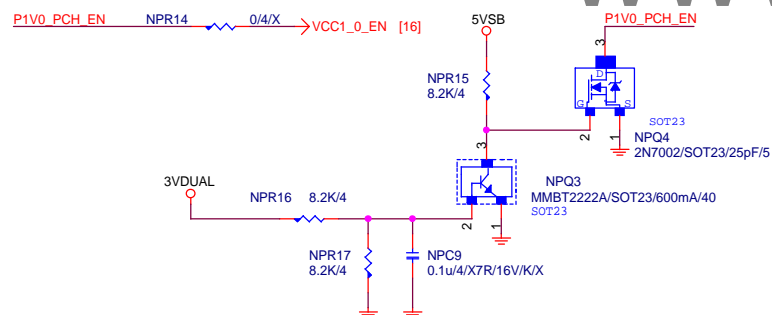 P1V0_PCH_EN
NPR14
0/4/X
VCC1_0_EN [16]
5VSB
P1V0_PCH_EN
NPR15
8.2K/4
3
D
G
S
2
1
SOT23
NPQ4
2N7002/SOT23/25pF/5
3
3VDUAL
NPR16
8.2K/4
NPQ3
MMBT2222A/SOT23/600mA/40
SOT23
2
1
NPR17
8.2K/4
NPC9
0.1u/4/X7R/16V/K/X